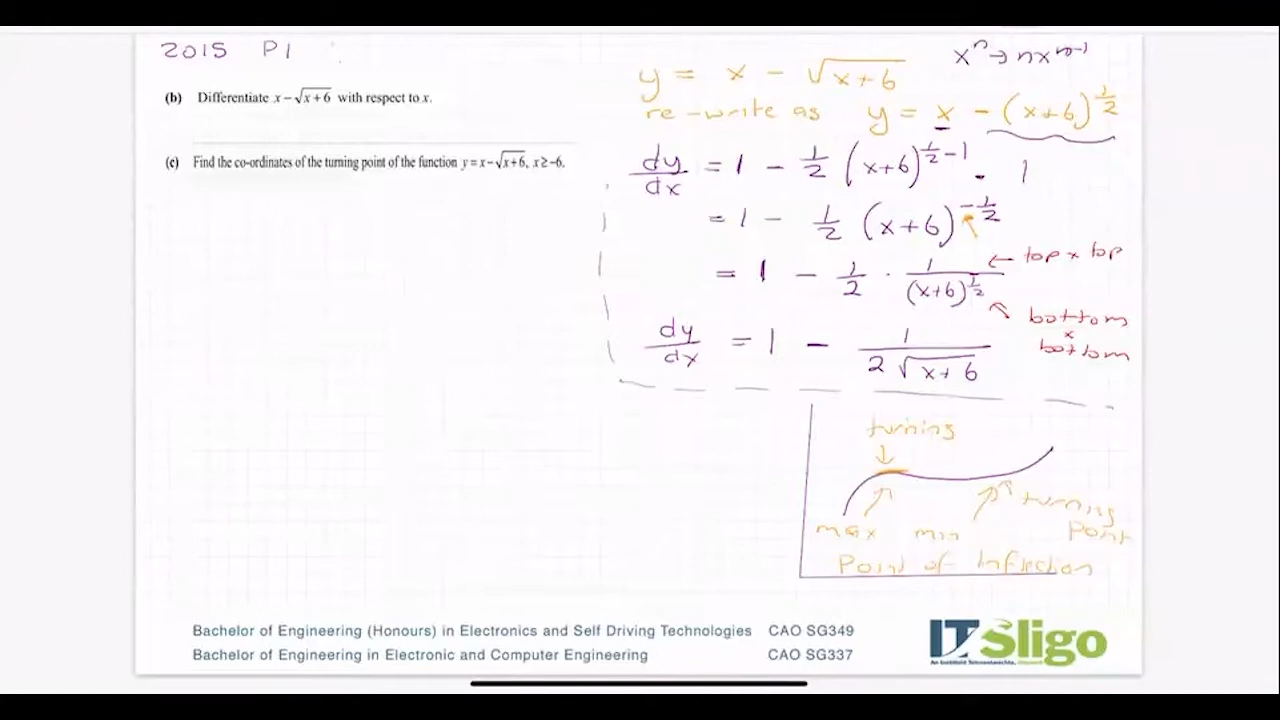 2015 P1
(b) Differentiate x − √x+6 with respect to x.
(c) Find the co-ordinates of the turning point of the function y = x − √x+6, x ≥ −6.
xⁿ → nxⁿ⁻¹
y = x − √x+6
re-write as y = x − (x+6)^1/2
dy/dx = 1 − 1/2 (x+6)^1/2−1 . 1
= 1 − 1/2 (x+6)^−1/2
= 1 − 1/2 · 1/(x+6)^1/2 ← top x top
bottom
x
bottom
dy/dx = 1 − 1/2√x+6
turning
↓
turning
point
max min
Point of Inflection
Bachelor of Engineering (Honours) in Electronics and Self Driving Technologies CAO SG349
Bachelor of Engineering in Electronic and Computer Engineering CAO SG337
IT Sligo